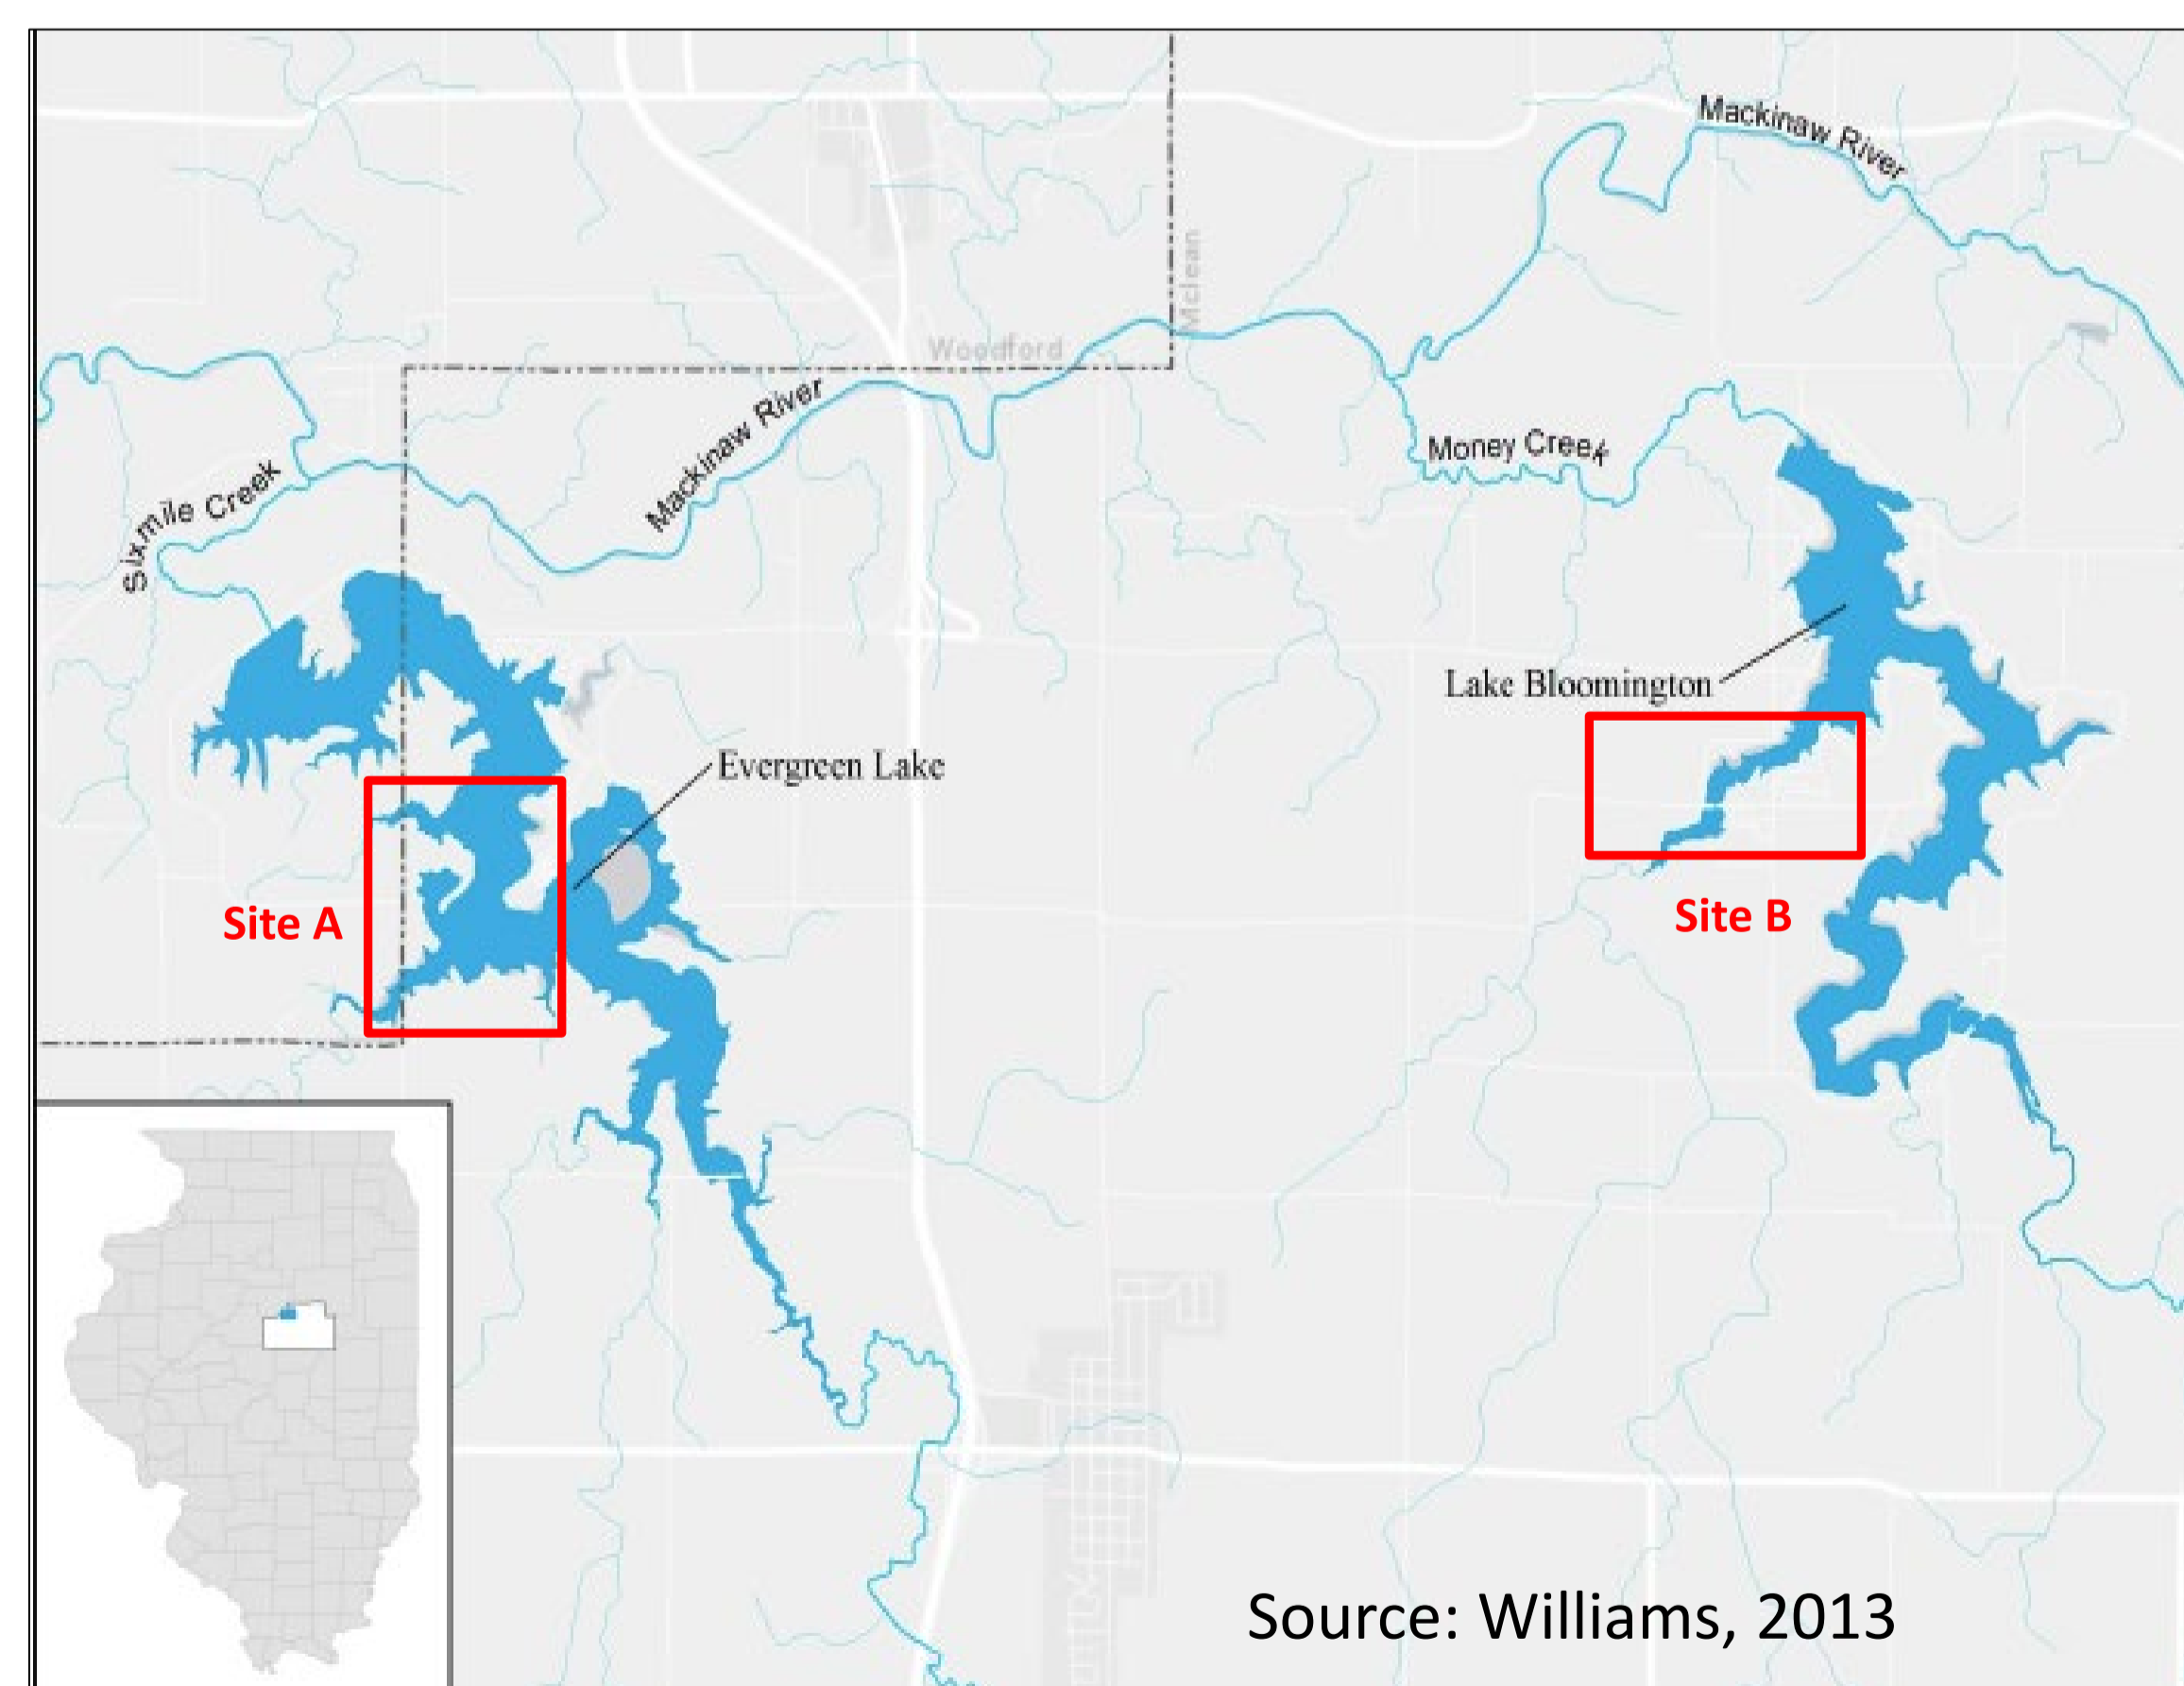 Mackinaw River
Mclean
Woodford
Mackinaw River
Money Creek
Sixmile Creek
Lake Bloomington
Evergreen Lake
Site A
Site B
Source: Williams, 2013